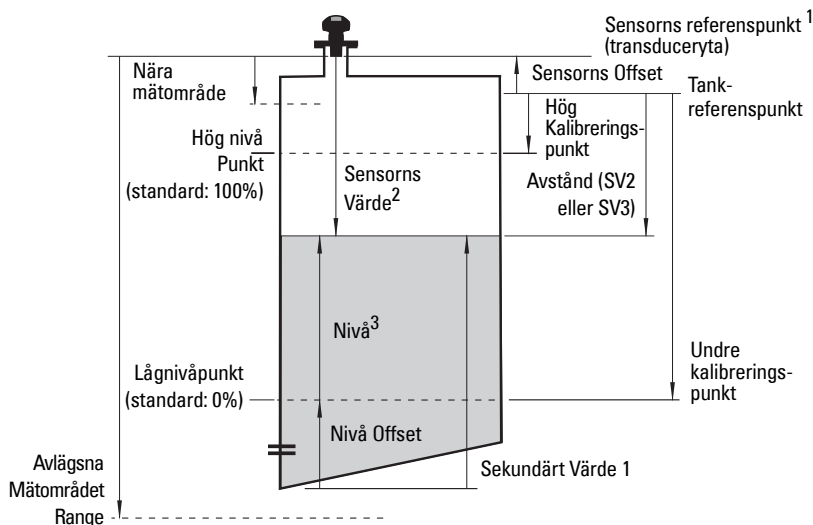 Sensorns referenspunkt 1
(transduceryta)
Nära
mätområde
Sensorns Offset
Tank-
referenspunkt
Hög nivå
Punkt
(standard: 100%)
Hög
Kalibrerings-
punkt
Sensorns
Värde2
Avstånd (SV2
eller SV3)
Nivå3
Lågnivåpunkt
(standard: 0%)
Undre
kalibrerings-
punkt
Nivå Offset
Sekundärt Värde 1
Avlägsna
Mätområdet
Range